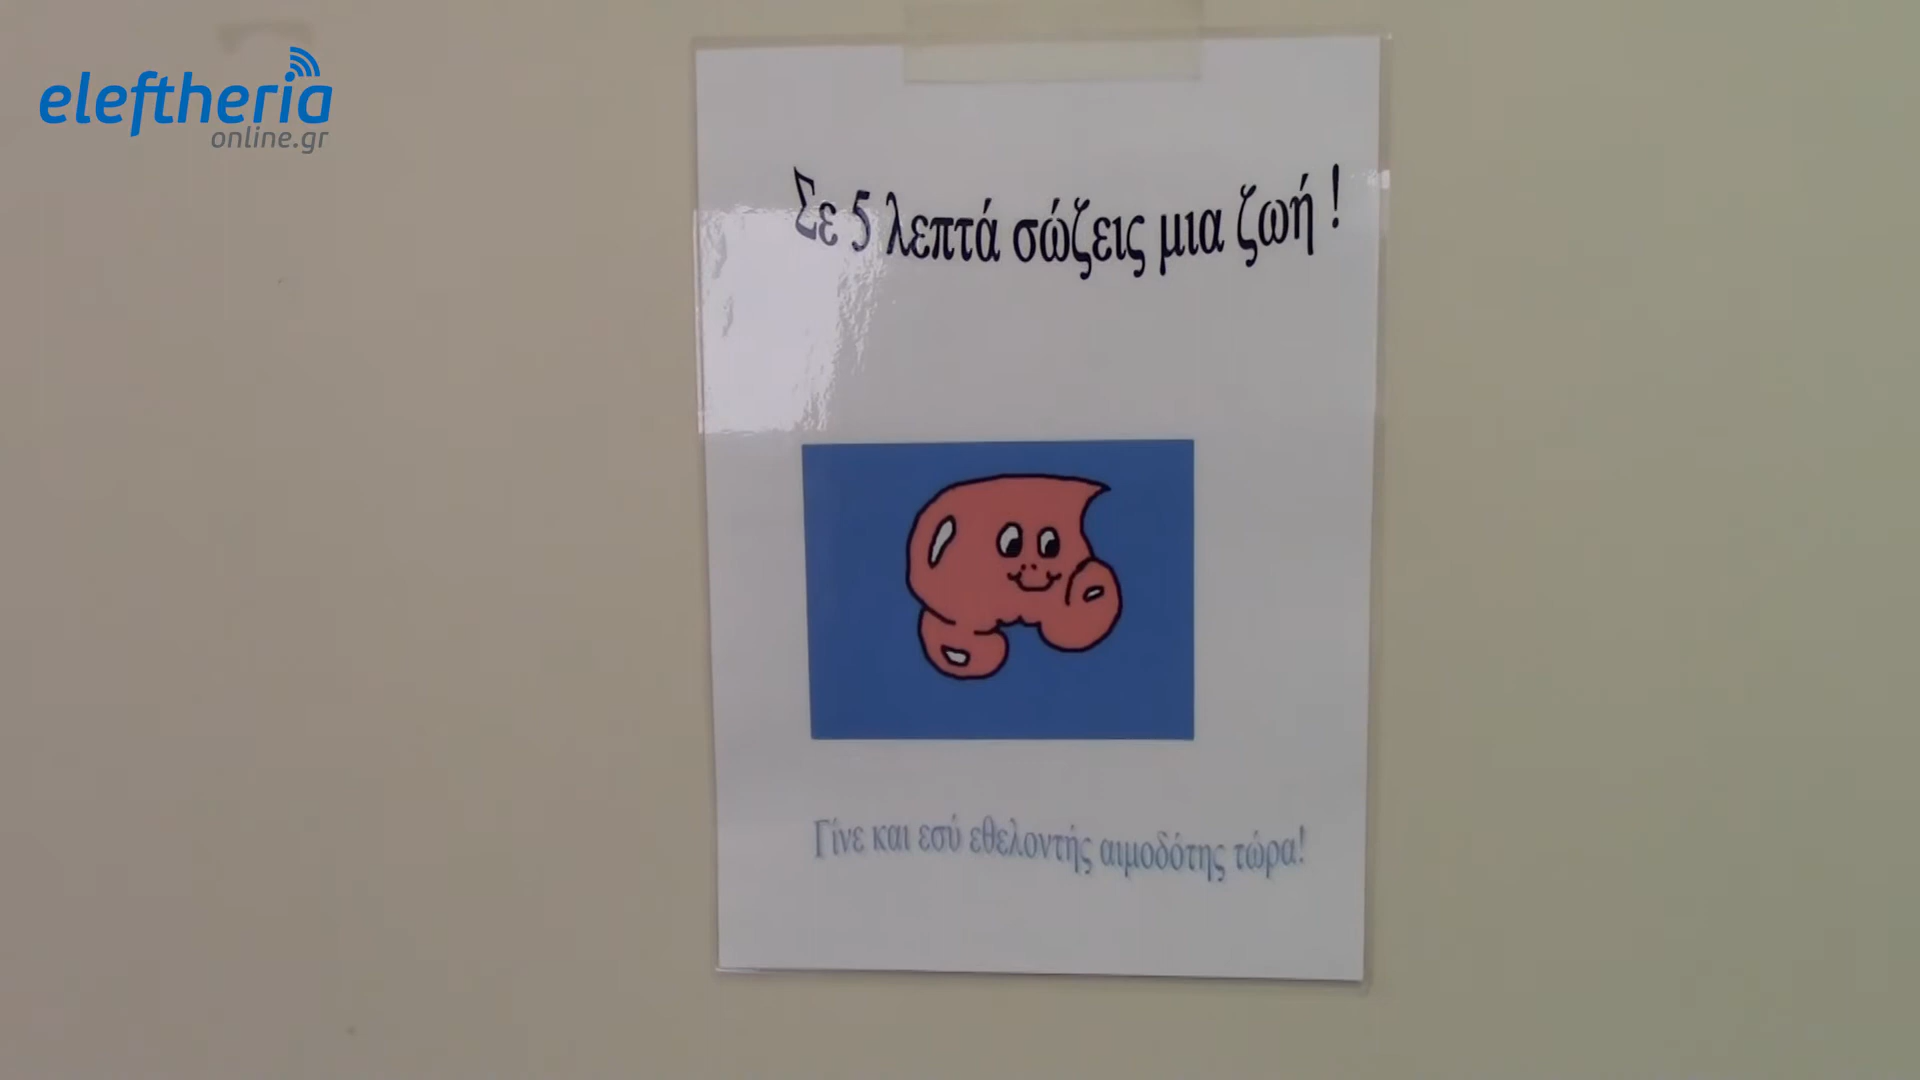 eleftheria
online.gr
Σε 5 λεπτά σώζεις μια ζωή !
Γίνε και εσύ εθελοντής αιμοδότης τώρα!